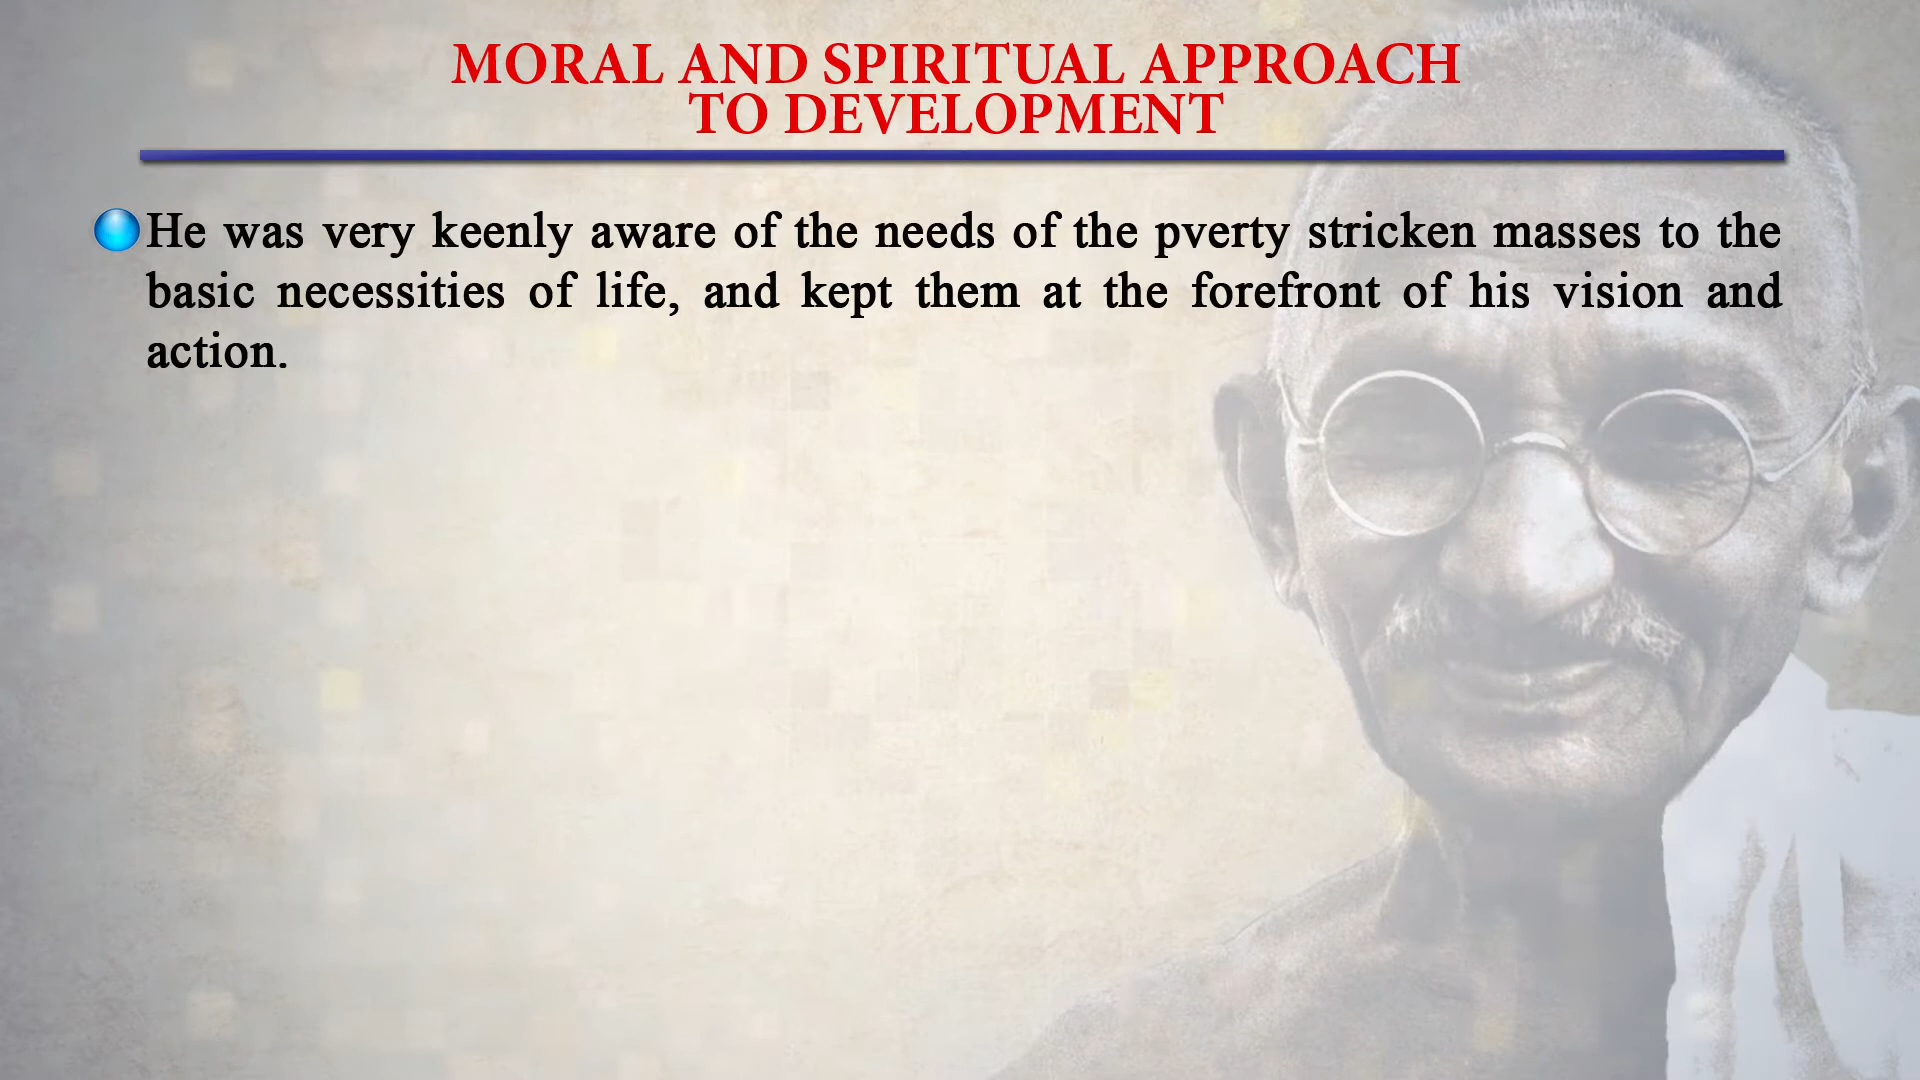 MORAL AND SPIRITUAL APPROACH
TO DEVELOPMENT
He was very keenly aware of the needs of the pverty stricken masses to the
basic necessities of life, and kept them at the forefront of his vision and
action.